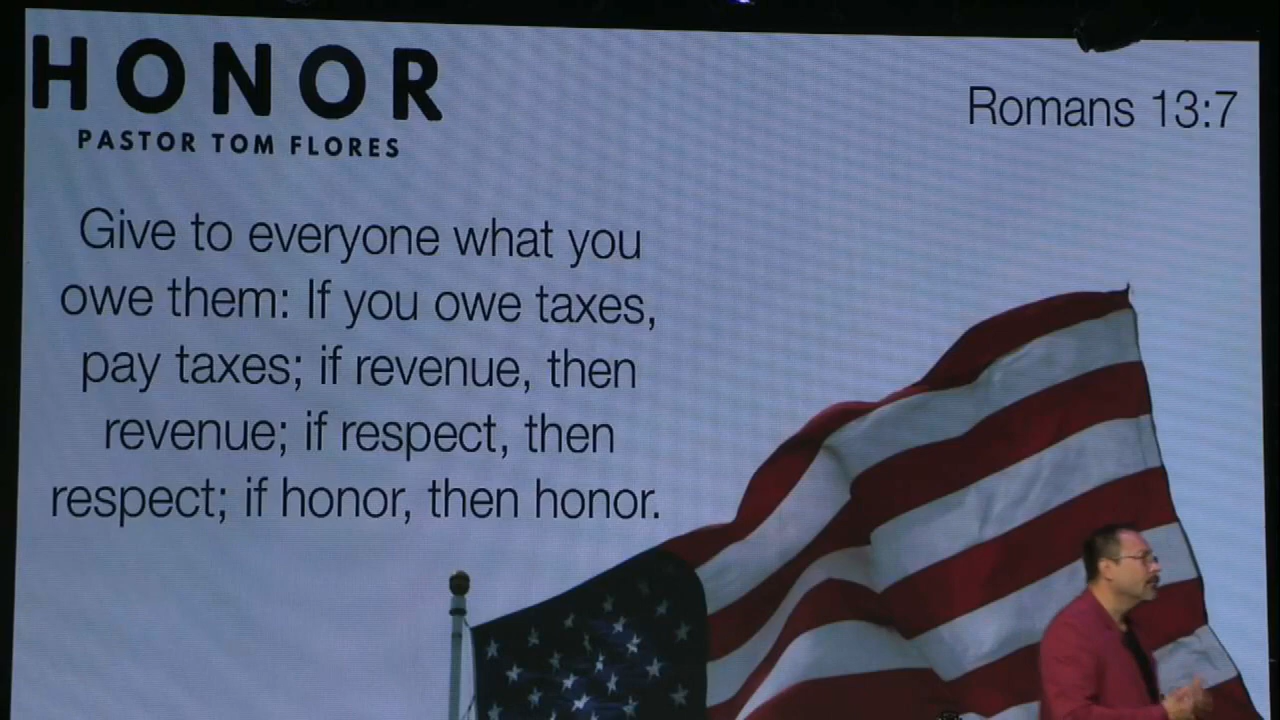 HONOR
PASTOR TOM FLORES
Romans 13:7
Give to everyone what you
owe them: If you owe taxes,
pay taxes; if revenue, then
revenue; if respect, then
respect; if honor, then honor.